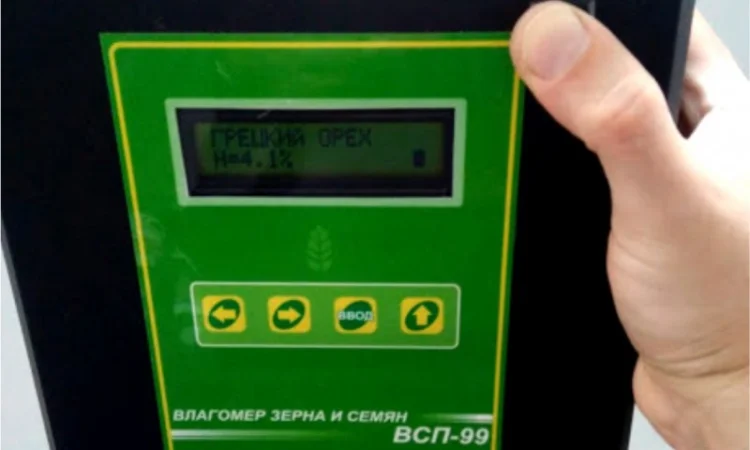 ГРЕЦКИЙ ОРЕХ
H=4.1%
ВВОД
ВЛАГОМЕР ЗЕРНА И СЕМЯН
ВСП-99